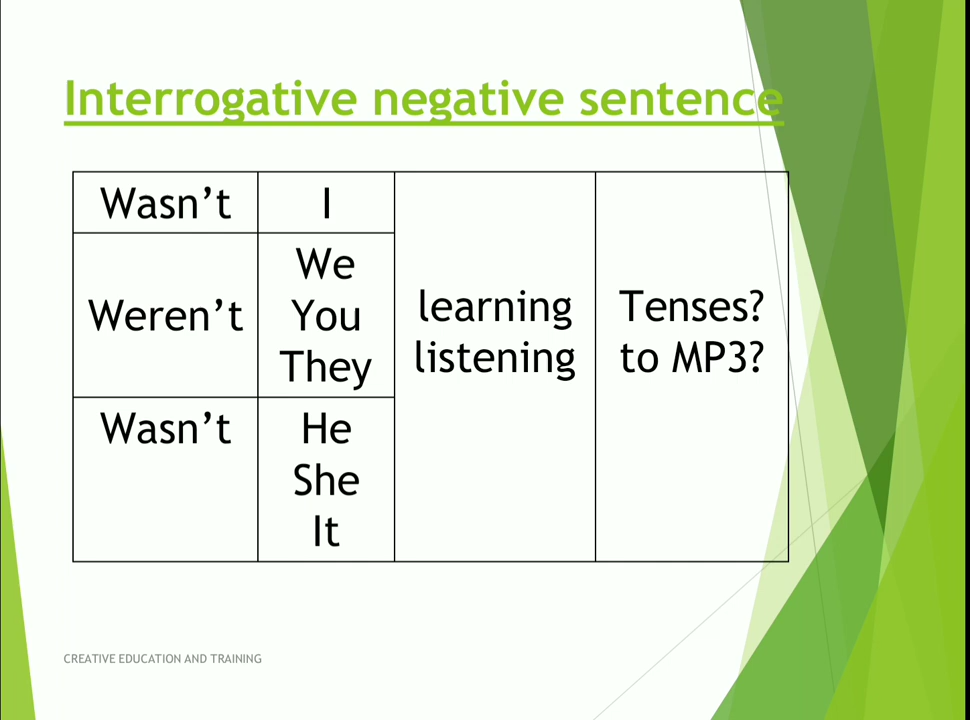 Interrogative negative sentence
Wasn’t I
Weren’t We You They
learning Tenses?
listening to MP3?
Wasn’t He She It
CREATIVE EDUCATION AND TRAINING